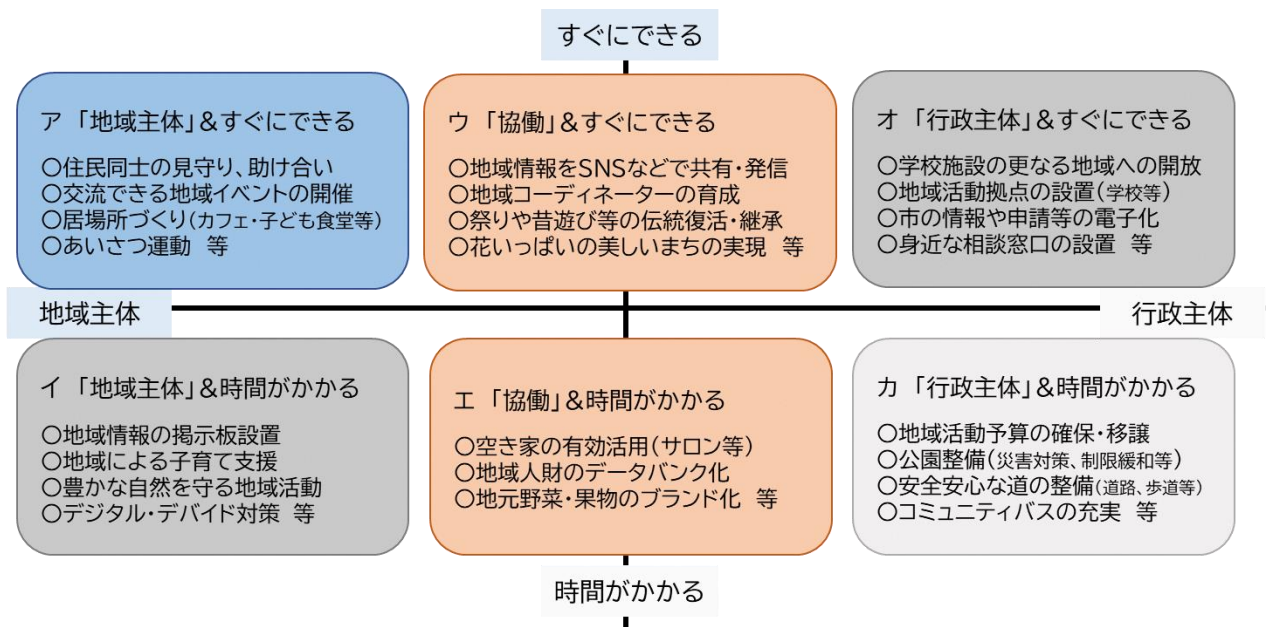 すぐにできる
ア 「地域主体」&すぐにできる
○住民同士の見守り、助け合い
○交流できる地域イベントの開催
○居場所づくり(カフェ・子ども食堂等)
○あいさつ運動 等
ウ 「協働」&すぐにできる
○地域情報をSNSなどで共有・発信
○地域コーディネーターの育成
○祭りや昔遊び等の伝統復活・継承
○花いっぱいの美しいまちの実現 等
オ 「行政主体」&すぐにできる
○学校施設の更なる地域への開放
○地域活動拠点の設置(学校等)
○市の情報や申請等の電子化
○身近な相談窓口の設置 等
地域主体
行政主体
イ 「地域主体」&時間がかかる
○地域情報の掲示板設置
○地域による子育て支援
○豊かな自然を守る地域活動
○デジタル・デバイド対策 等
エ 「協働」&時間がかかる
○空き家の有効活用(サロン等)
○地域人財のデータバンク化
○地元野菜・果物のブランド化 等
カ 「行政主体」&時間がかかる
○地域活動予算の確保・移譲
○公園整備(災害対策、制限緩和等)
○安全安心な道の整備(道路、歩道等)
○コミュニティバスの充実 等
時間がかかる